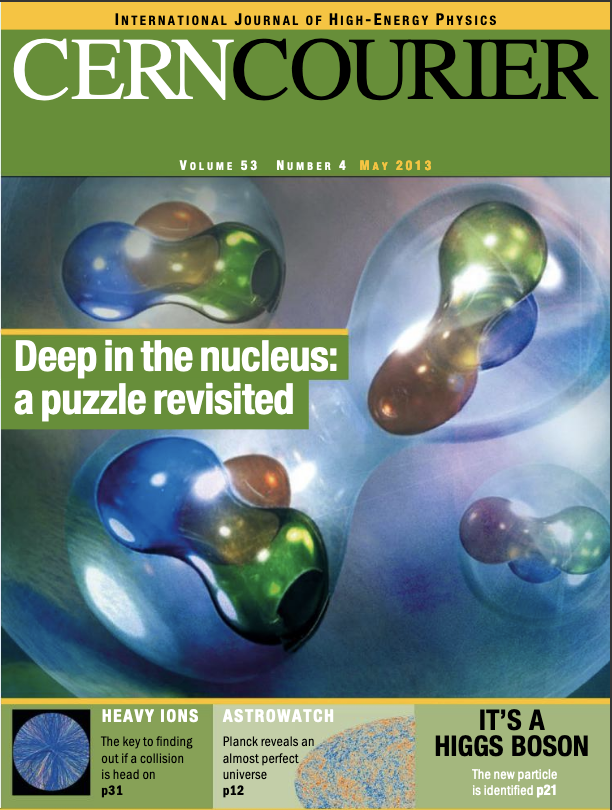 INTERNATIONAL JOURNAL OF HIGH-ENERGY PHYSICS
CERNCOURIER
VOLUME 53 NUMBER 4 MAY 2013
Deep in the nucleus:
a puzzle revisited
HEAVY IONS
The key to finding
out if a collision
is head on
p31
ASTROWATCH
Planck reveals an
almost perfect
universe
p12
IT'S A
HIGGS BOSON
The new particle
is identified p21